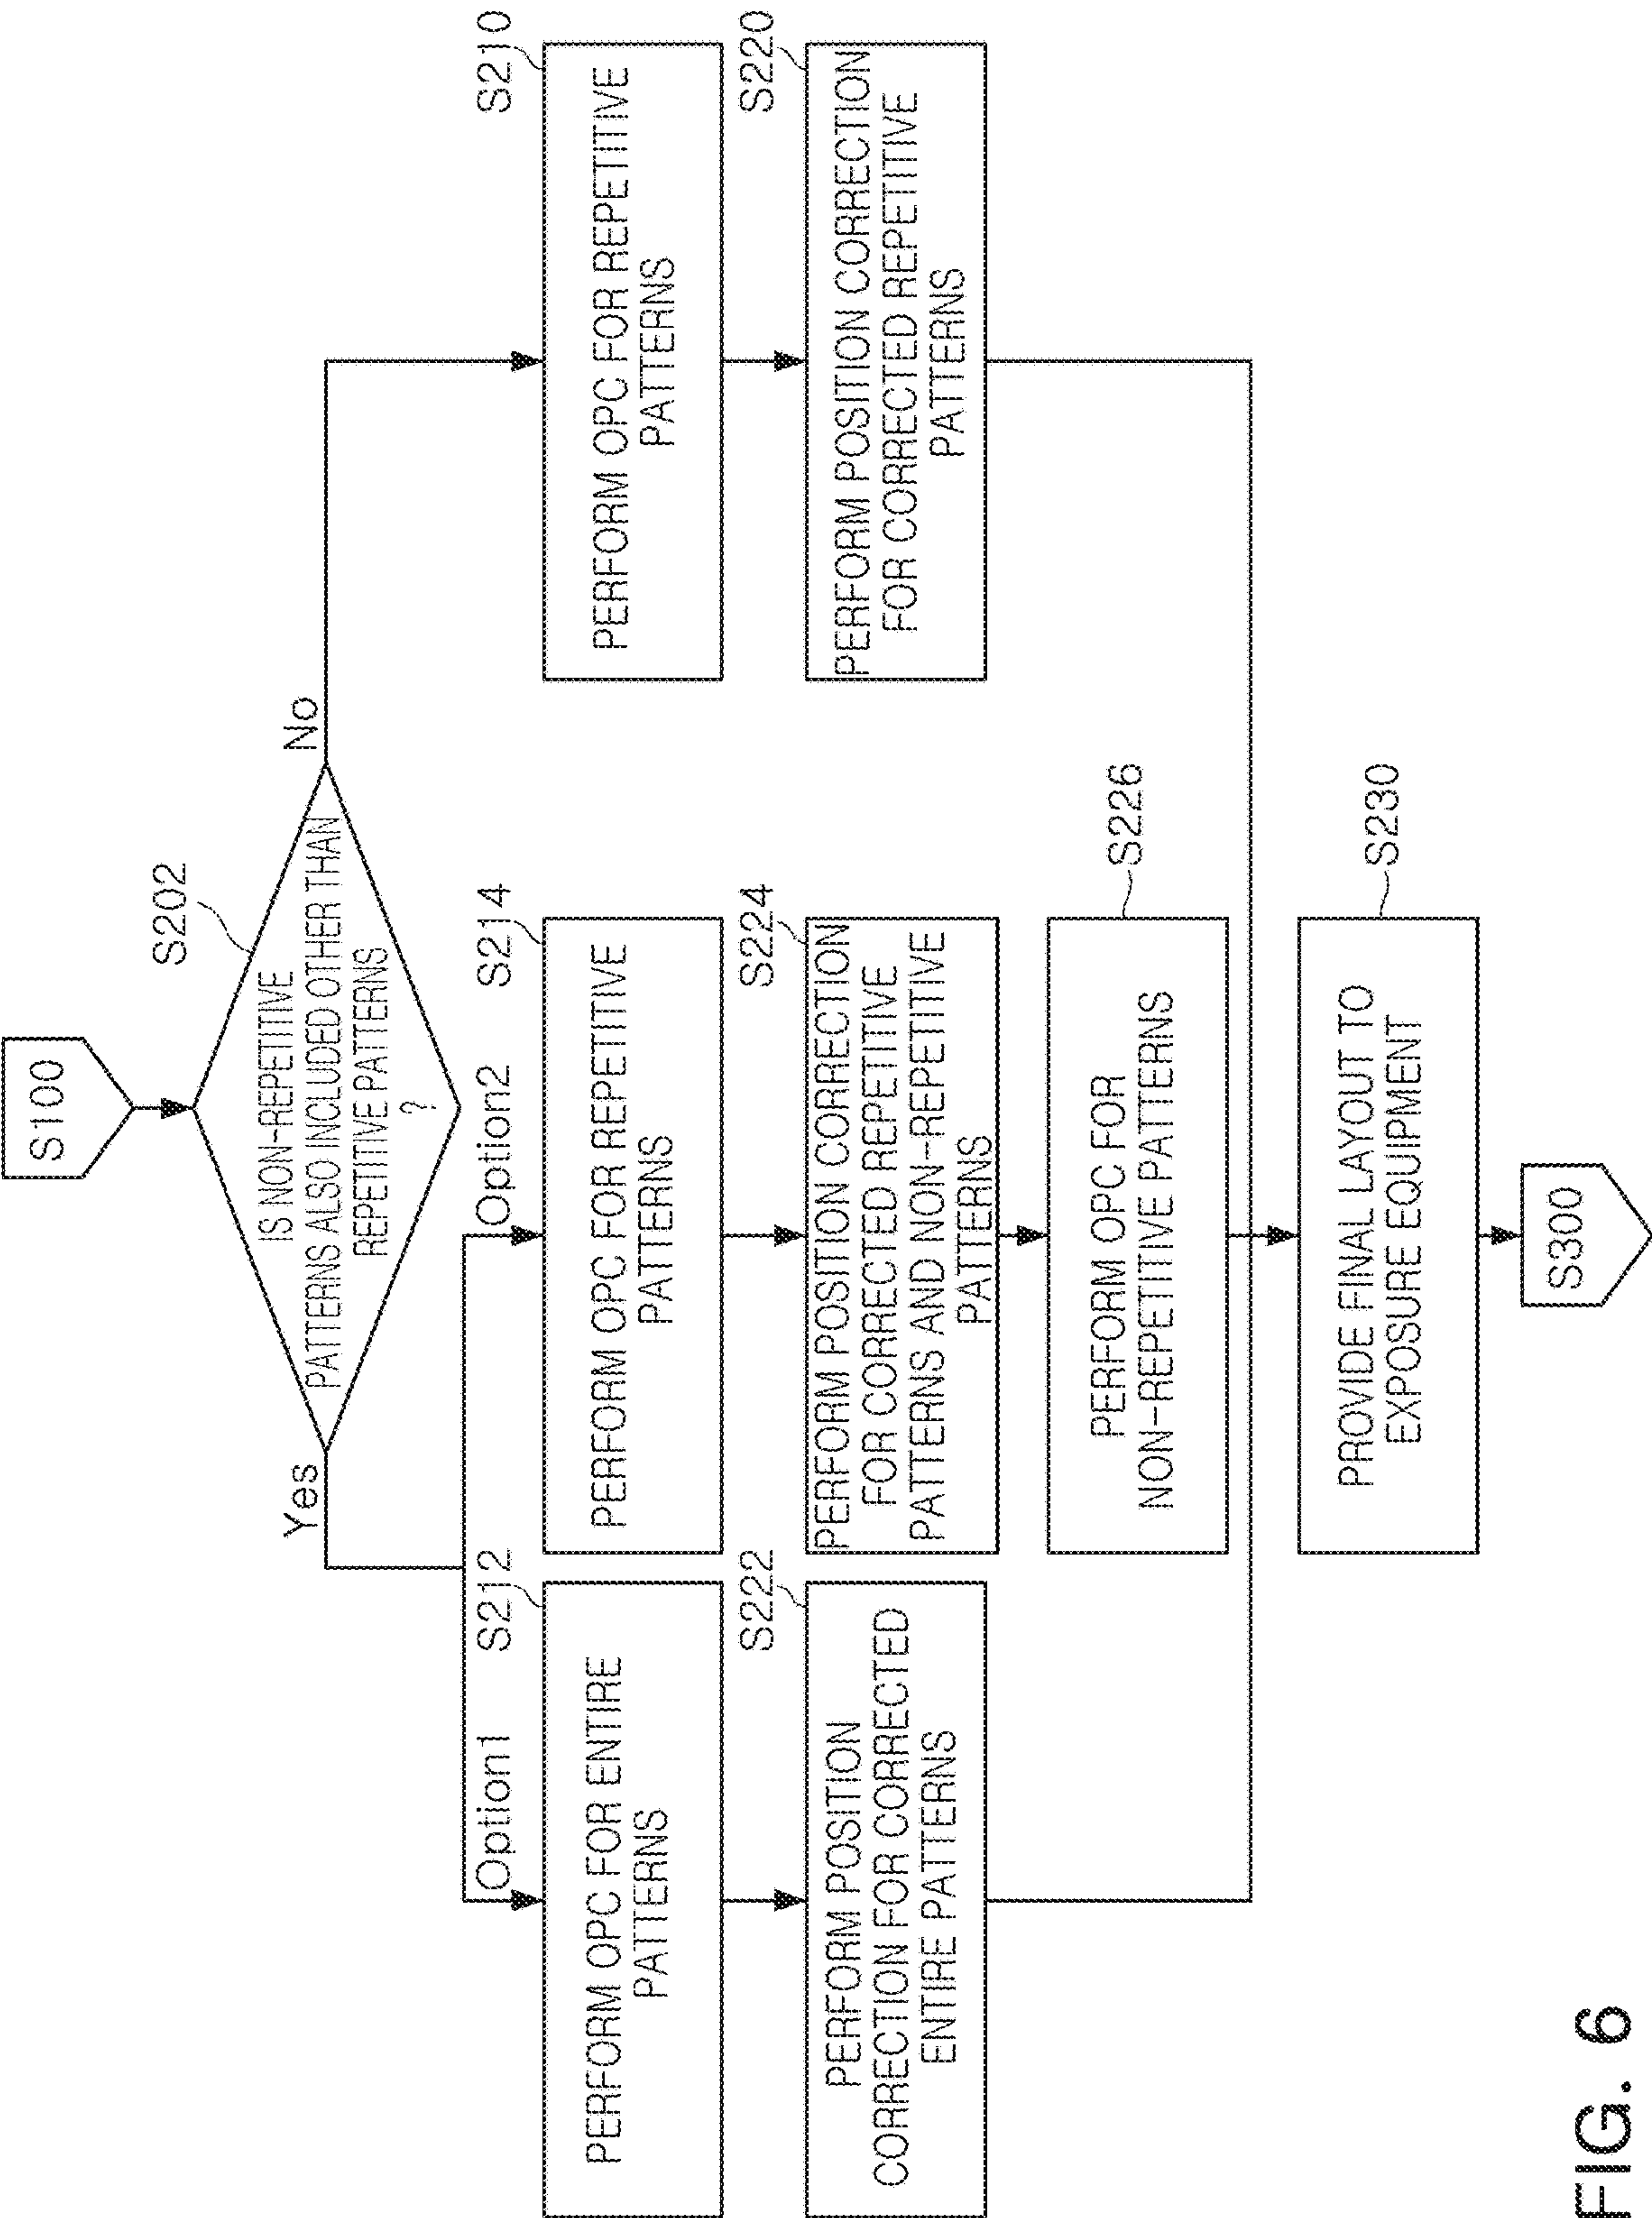 S100
S202
IS NON-REPETITIVE
PATTERNS ALSO INCLUDED OTHER THAN
REPETITIVE PATTERNS
?
Yes
No
Option1
S212
PERFORM OPC FOR ENTIRE
PATTERNS
Option2
S214
PERFORM OPC FOR REPETITIVE
PATTERNS
S210
PERFORM OPC FOR REPETITIVE
PATTERNS
S222
PERFORM POSITION
CORRECTION FOR CORRECTED
ENTIRE PATTERNS
S224
PERFORM POSITION CORRECTION
FOR CORRECTED REPETITIVE
PATTERNS AND NON-REPETITIVE
PATTERNS
S220
PERFORM POSITION CORRECTION
FOR CORRECTED REPETITIVE
PATTERNS
S226
PERFORM OPC FOR
NON-REPETITIVE PATTERNS
S230
PROVIDE FINAL LAYOUT TO
EXPOSURE EQUIPMENT
S300
FIG. 6